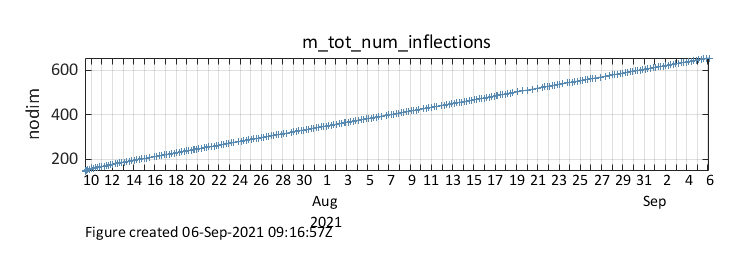 m_tot_num_inflections
nodim
600
400
200
10 12 14 16 18 20 22 24 26 28 30 1 3 5 7 9 11 13 15 17 19 21 23 25 27 29 31 2 4 6
Aug Sep
2021
Figure created 06-Sep-2021 09:16:57Z